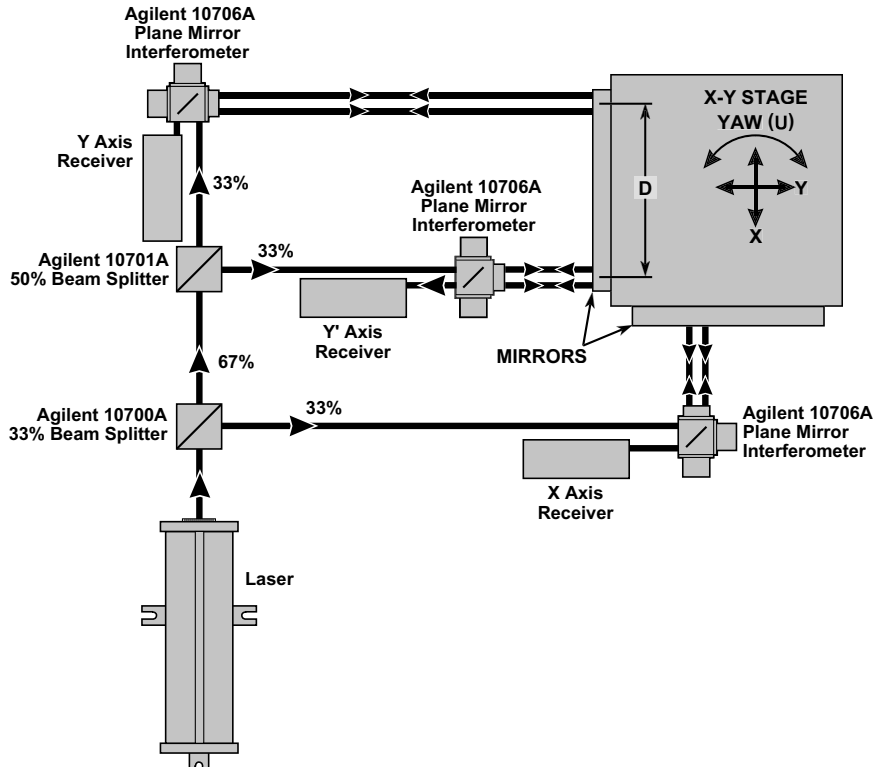 Agilent 10706A
Plane Mirror
Interferometer
X-Y STAGE
YAW (U)
Y Axis
Receiver
33%
Agilent 10706A
Plane Mirror
Interferometer
D
Y
X
Agilent 10701A
50% Beam Splitter
33%
Y' Axis
Receiver
MIRRORS
67%
Agilent 10700A
33% Beam Splitter
33%
Agilent 10706A
Plane Mirror
Interferometer
X Axis
Receiver
Laser